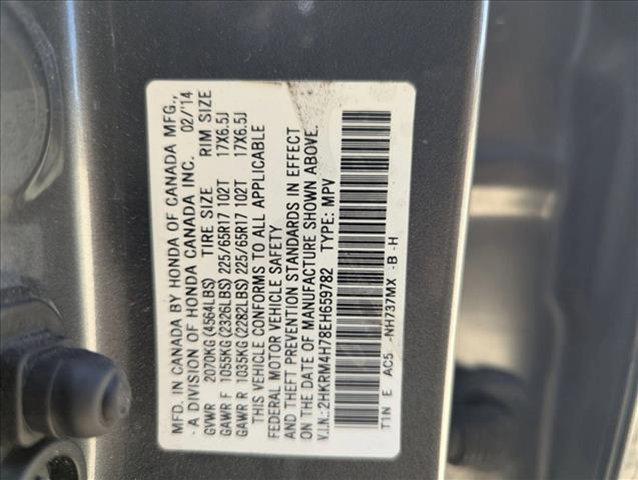 MFD. IN CANADA BY HONDA OF CANADA MFG.,
- A DIVISION OF HONDA CANADA INC. 02/'14
GVWR 2070KG(4564LBS) TIRE SIZE RIM SIZE
GAWR F 1055KG(2326LBS) 225/65R17 102T 17X6.5J
GAWR R 1035KG(2282LBS) 225/65R17 102T 17X6.5J
THIS VEHICLE CONFORMS TO ALL APPLICABLE
FEDERAL MOTOR VEHICLE SAFETY
AND THEFT PREVENTION STANDARDS IN EFFECT
ON THE DATE OF MANUFACTURE SHOWN ABOVE.
V.I.N.:2HKRM4H78EH659782 TYPE: MPV
T1N E AC5 -NH737MX -B -H